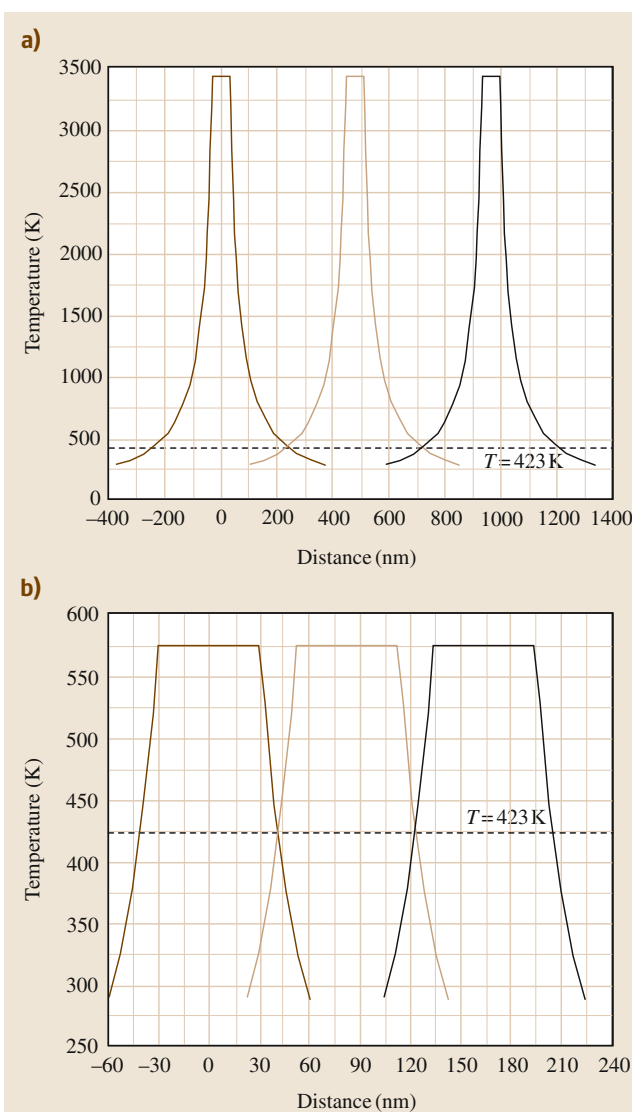 a)
3500
3000
2500
2000
1500
1000
500
0
Temperature (K)
T = 423 K
−400 −200 0 200 400 600 800 1000 1200 1400
Distance (nm)
b)
600
550
500
450
400
350
300
250
Temperature (K)
T = 423 K
−60 −30 0 30 60 90 120 150 180 210 240
Distance (nm)